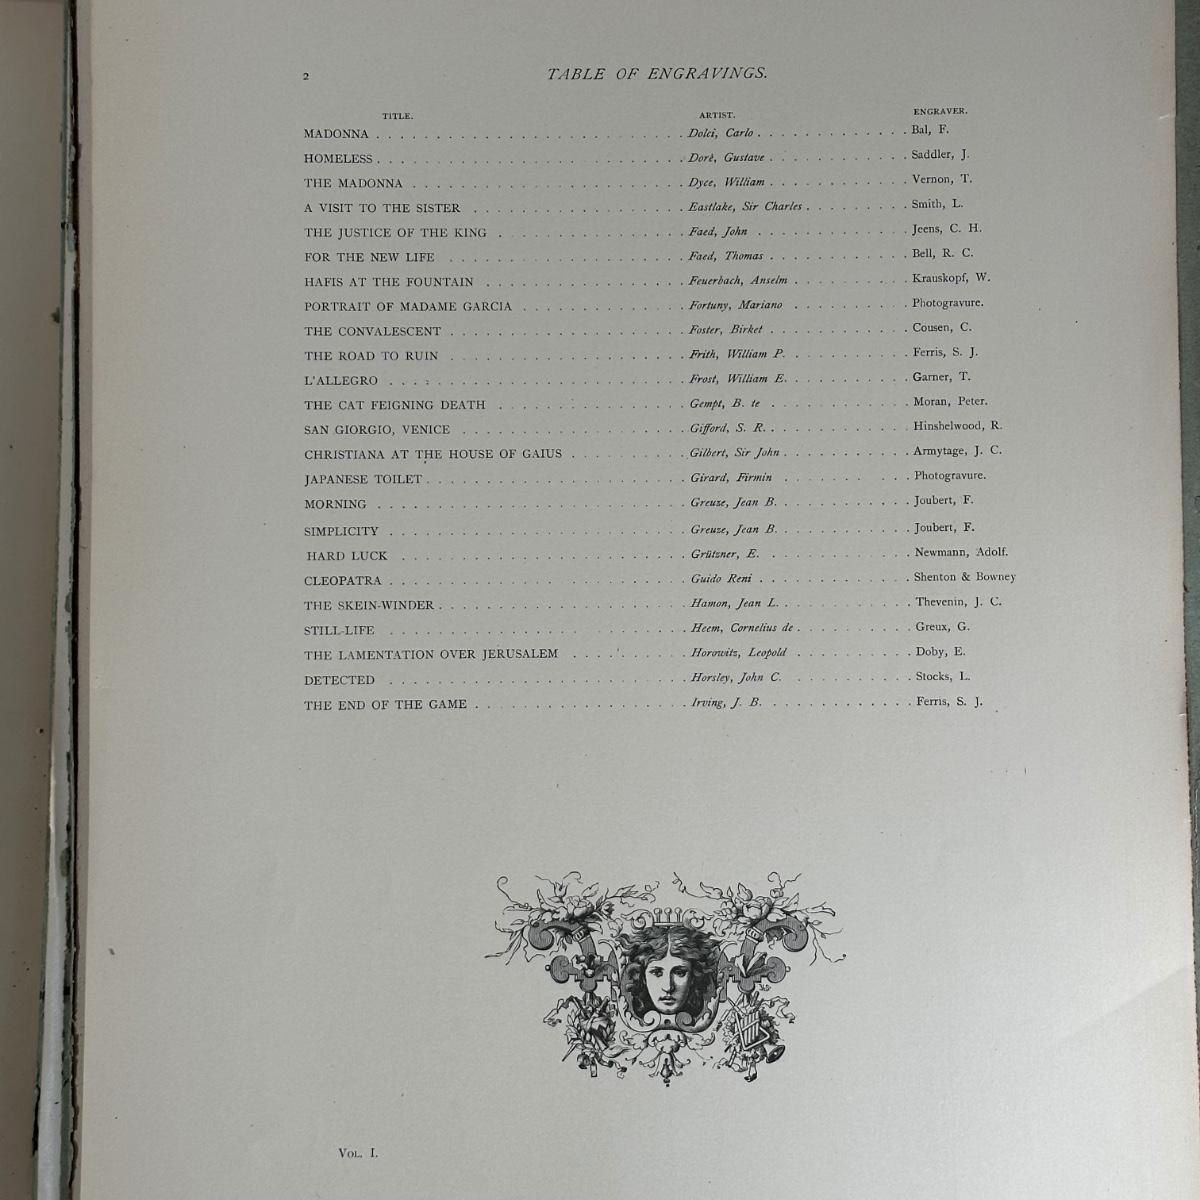 2 TABLE OF ENGRAVINGS.
TITLE. ARTIST. ENGRAVER.
MADONNA . . . . . Dolci, Carlo . . . . . Bal, F.
HOMELESS . . . . . Doré, Gustave . . . . . Saddler, J.
THE MADONNA . . . . . Dyce, William . . . . . Vernon, T.
A VISIT TO THE SISTER . . . . . Eastlake, Sir Charles . . . . . Smith, L.
THE JUSTICE OF THE KING . . . . . Faed, John . . . . . Jeens, C. H.
FOR THE NEW LIFE . . . . . Faed, Thomas . . . . . Bell, R. C.
HAFIS AT THE FOUNTAIN . . . . . Feuerbach, Anselm . . . . . Krauskopf, W.
PORTRAIT OF MADAME GARCIA . . . . . Fortuny, Mariano . . . . . Photogravure.
THE CONVALESCENT . . . . . Foster, Birket . . . . . Cousen, C.
THE ROAD TO RUIN . . . . . Frith, William P. . . . . . Ferris, S. J.
L'ALLEGRO . . . . . Frost, William E. . . . . . Garner, T.
THE CAT FEIGNING DEATH . . . . . Gempt, B. te . . . . . Moran, Peter.
SAN GIORGIO, VENICE . . . . . Gifford, S. R. . . . . . Hinshelwood, R.
CHRISTIANA AT THE HOUSE OF GAIUS . . . . . Gilbert, Sir John . . . . . Armytage, J. C.
JAPANESE TOILET . . . . . Girard, Firmin . . . . . Photogravure.
MORNING . . . . . Greuze, Jean B. . . . . . Joubert, F.
SIMPLICITY . . . . . Greuze, Jean B. . . . . . Joubert, F.
HARD LUCK . . . . . Grützner, E. . . . . . Newmann, Adolf.
CLEOPATRA . . . . . Guido Reni . . . . . Shenton & Bowney
THE SKEIN-WINDER . . . . . Hamon, Jean L. . . . . . Thevenin, J. C.
STILL-LIFE . . . . . Heem, Cornelius de . . . . . Greux, G.
THE LAMENTATION OVER JERUSALEM . . . . . Horowitz, Leopold . . . . . Doby, E.
DETECTED . . . . . Horsley, John C. . . . . . Stocks, L.
THE END OF THE GAME . . . . . Irving, J. B. . . . . . Ferris, S. J.
VOL. I.